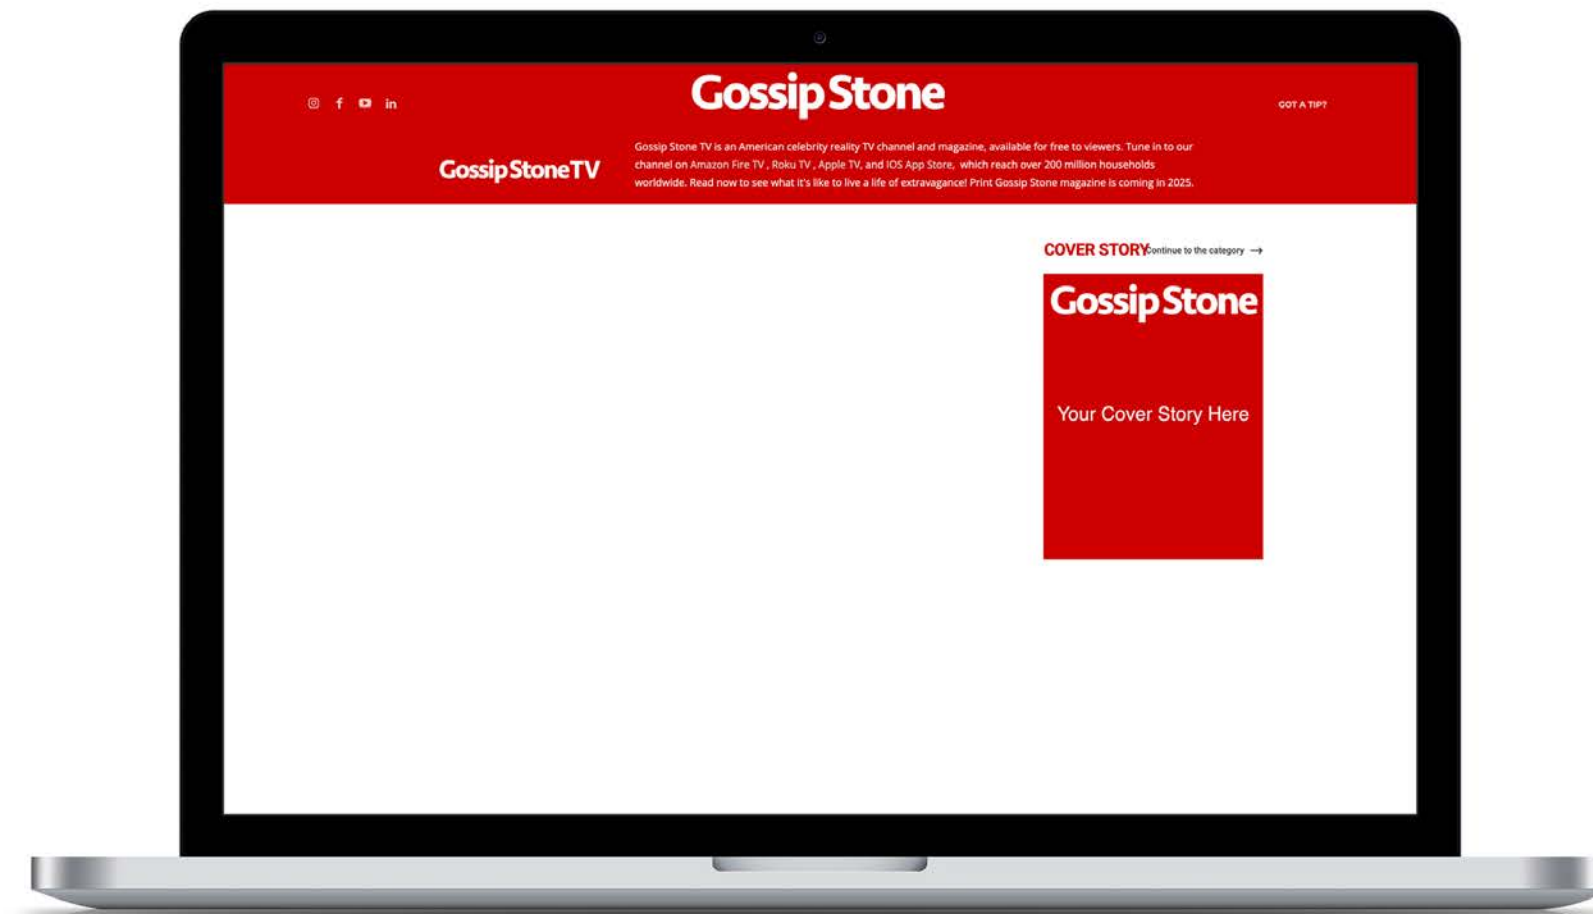 Gossip Stone
GOT A TIP?
Gossip Stone TV
Gossip Stone TV is an American celebrity reality TV channel and magazine, available for free to viewers. Tune in to our
channel on Amazon Fire TV , Roku TV , Apple TV, and IOS App Store, which reach over 200 million households
worldwide. Read now to see what it's like to live a life of extravagance! Print Gossip Stone magazine is coming in 2025.
COVER STORY Continue to the category →
Gossip Stone
Your Cover Story Here